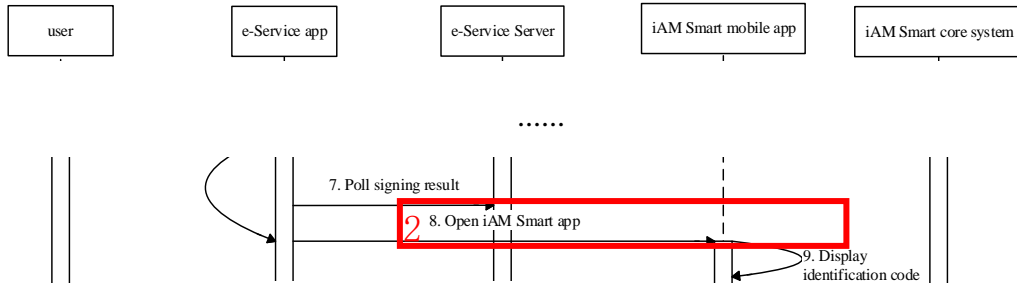 user
e-Service app
e-Service Server
iAM Smart mobile app
iAM Smart core system
......
7. Poll signing result
2
8. Open iAM Smart app
9. Display
identification code